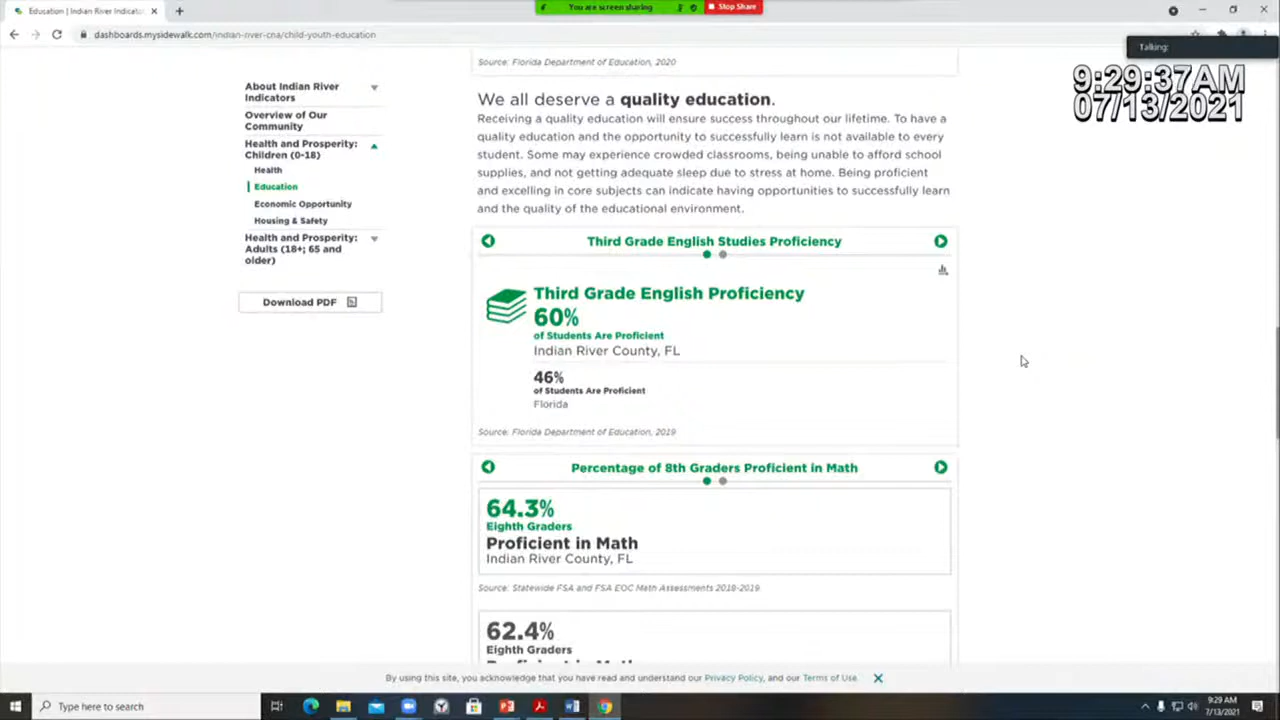 Education | Indian River Indicato
You are screen sharing
Stop Share
dashboards.mysidewalk.com/indian-river-cna/child-youth-education
Talking:
9:29:37AM
07/13/2021
About Indian River
Indicators
Overview of Our
Community
Health and Prosperity:
Children (0-18)
Health
Education
Economic Opportunity
Housing & Safety
Health and Prosperity:
Adults (18+; 65 and
older)
Download PDF
Source: Florida Department of Education, 2020
We all deserve a quality education.
Receiving a quality education will ensure success throughout our lifetime. To have a
quality education and the opportunity to successfully learn is not available to every
student. Some may experience crowded classrooms, being unable to afford school
supplies, and not getting adequate sleep due to stress at home. Being proficient
and excelling in core subjects can indicate having opportunities to successfully learn
and the quality of the educational environment.
Third Grade English Studies Proficiency
Third Grade English Proficiency
60%
of Students Are Proficient
Indian River County, FL
46%
of Students Are Proficient
Florida
Source: Florida Department of Education, 2019
Percentage of 8th Graders Proficient in Math
64.3%
Eighth Graders
Proficient in Math
Indian River County, FL
Source: Statewide FSA and FSA EOC Math Assessments 2018-2019
62.4%
Eighth Graders
Proficient in Math
By using this site, you acknowledge that you have read and understand our Privacy Policy, and our Terms of Use.
Type here to search
9:29 AM
7/13/2021